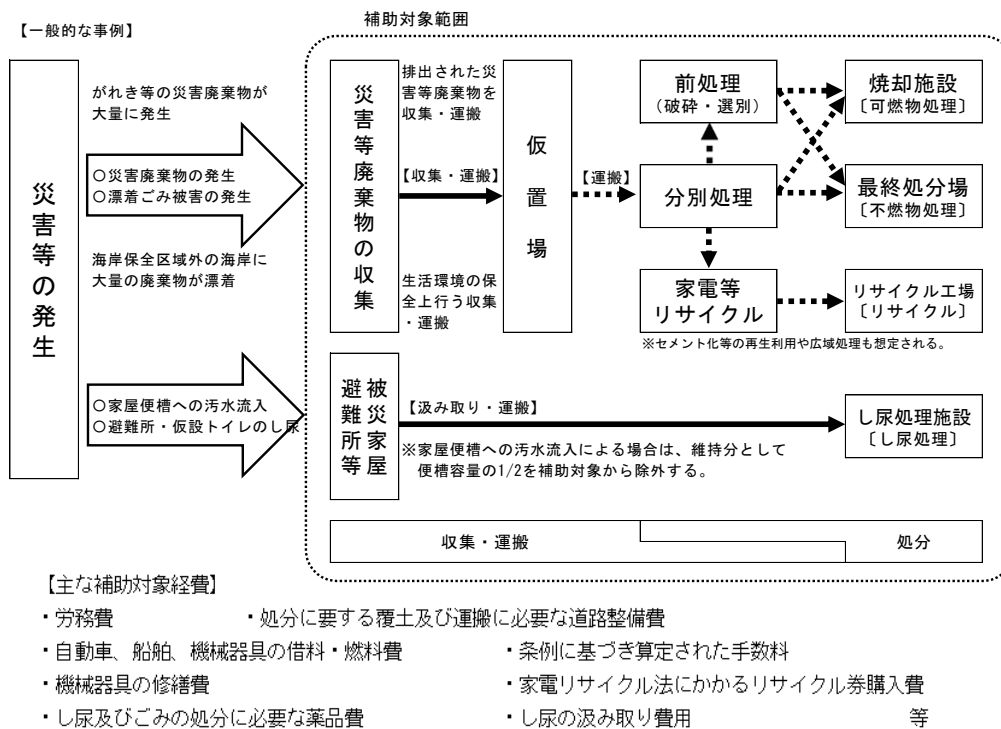 【一般的な事例】
補助対象範囲
災害等の発生
がれき等の災害廃棄物が
大量に発生
○災害廃棄物の発生
○漂着ごみ被害の発生
海岸保全区域外の海岸に
大量の廃棄物が漂着
○家屋便槽への汚水流入
○避難所・仮設トイレのし尿
災害等廃棄物の収集
排出された災
害等廃棄物を
収集・運搬
【収集・運搬】
生活環境の保
全上行う収集
・運搬
仮置場
【運搬】
前処理
(破砕・選別)
分別処理
家電等
リサイクル
焼却施設
〔可燃物処理〕
最終処分場
〔不燃物処理〕
リサイクル工場
〔リサイクル〕
※セメント化等の再生利用や広域処理も想定される。
被災家屋
避難所等
【汲み取り・運搬】
※家屋便槽への汚水流入による場合は、維持分として
便槽容量の1/2を補助対象から除外する。
し尿処理施設
〔し尿処理〕
収集・運搬
処分
【主な補助対象経費】
・労務費 ・処分に要する覆土及び運搬に必要な道路整備費
・自動車、船舶、機械器具の借料・燃料費 ・条例に基づき算定された手数料
・機械器具の修繕費 ・家電リサイクル法にかかるリサイクル券購入費
・し尿及びごみの処分に必要な薬品費 ・し尿の汲み取り費用 等